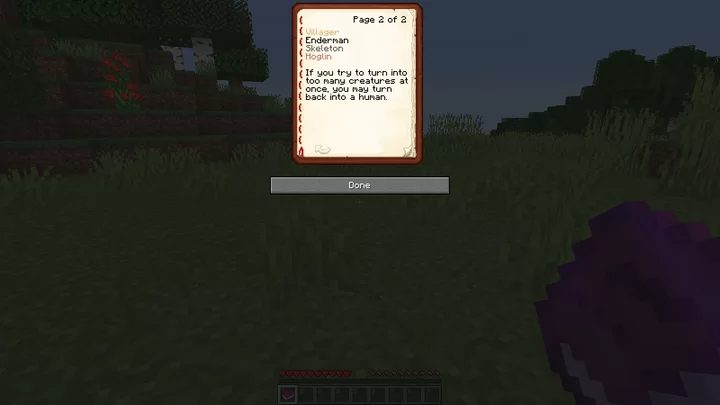 Page 2 of 2
Villager
Enderman
Skeleton
Hoglin
If you try to turn into
too many creatures at
once, you may turn
back into a human.
Done